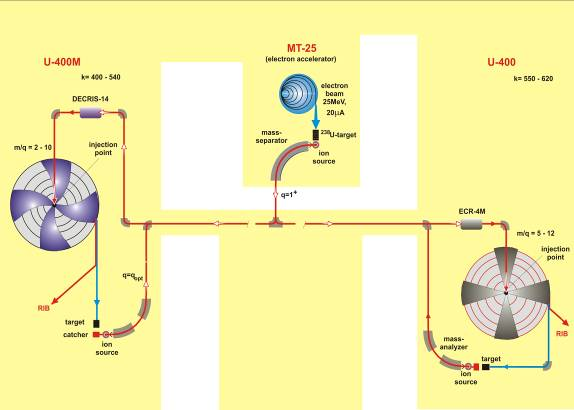 U-400M
k= 400 - 540
DECRIS-14
injection
point
m/q = 2 - 10
RIB
target
catcher
ion
source
q=qopt
MT-25
(electron accelerator)
electron
beam
25MeV,
20µA
mass-
separator
238U-target
ion
source
q=1+
U-400
k= 550 - 620
ECR-4M
m/q = 5 - 12
injection
point
RIB
mass-
analyzer
target
ion
source